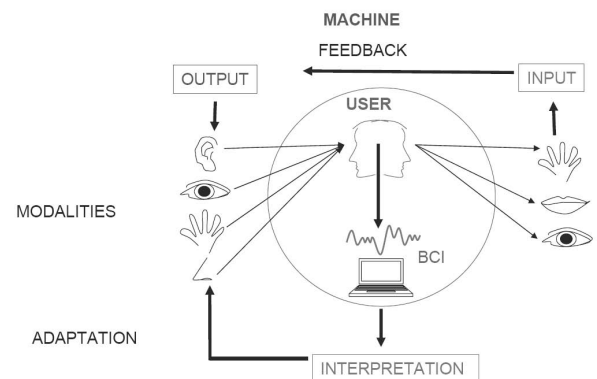 MACHINE
FEEDBACK
OUTPUT
INPUT
USER
MODALITIES
BCI
ADAPTATION
INTERPRETATION